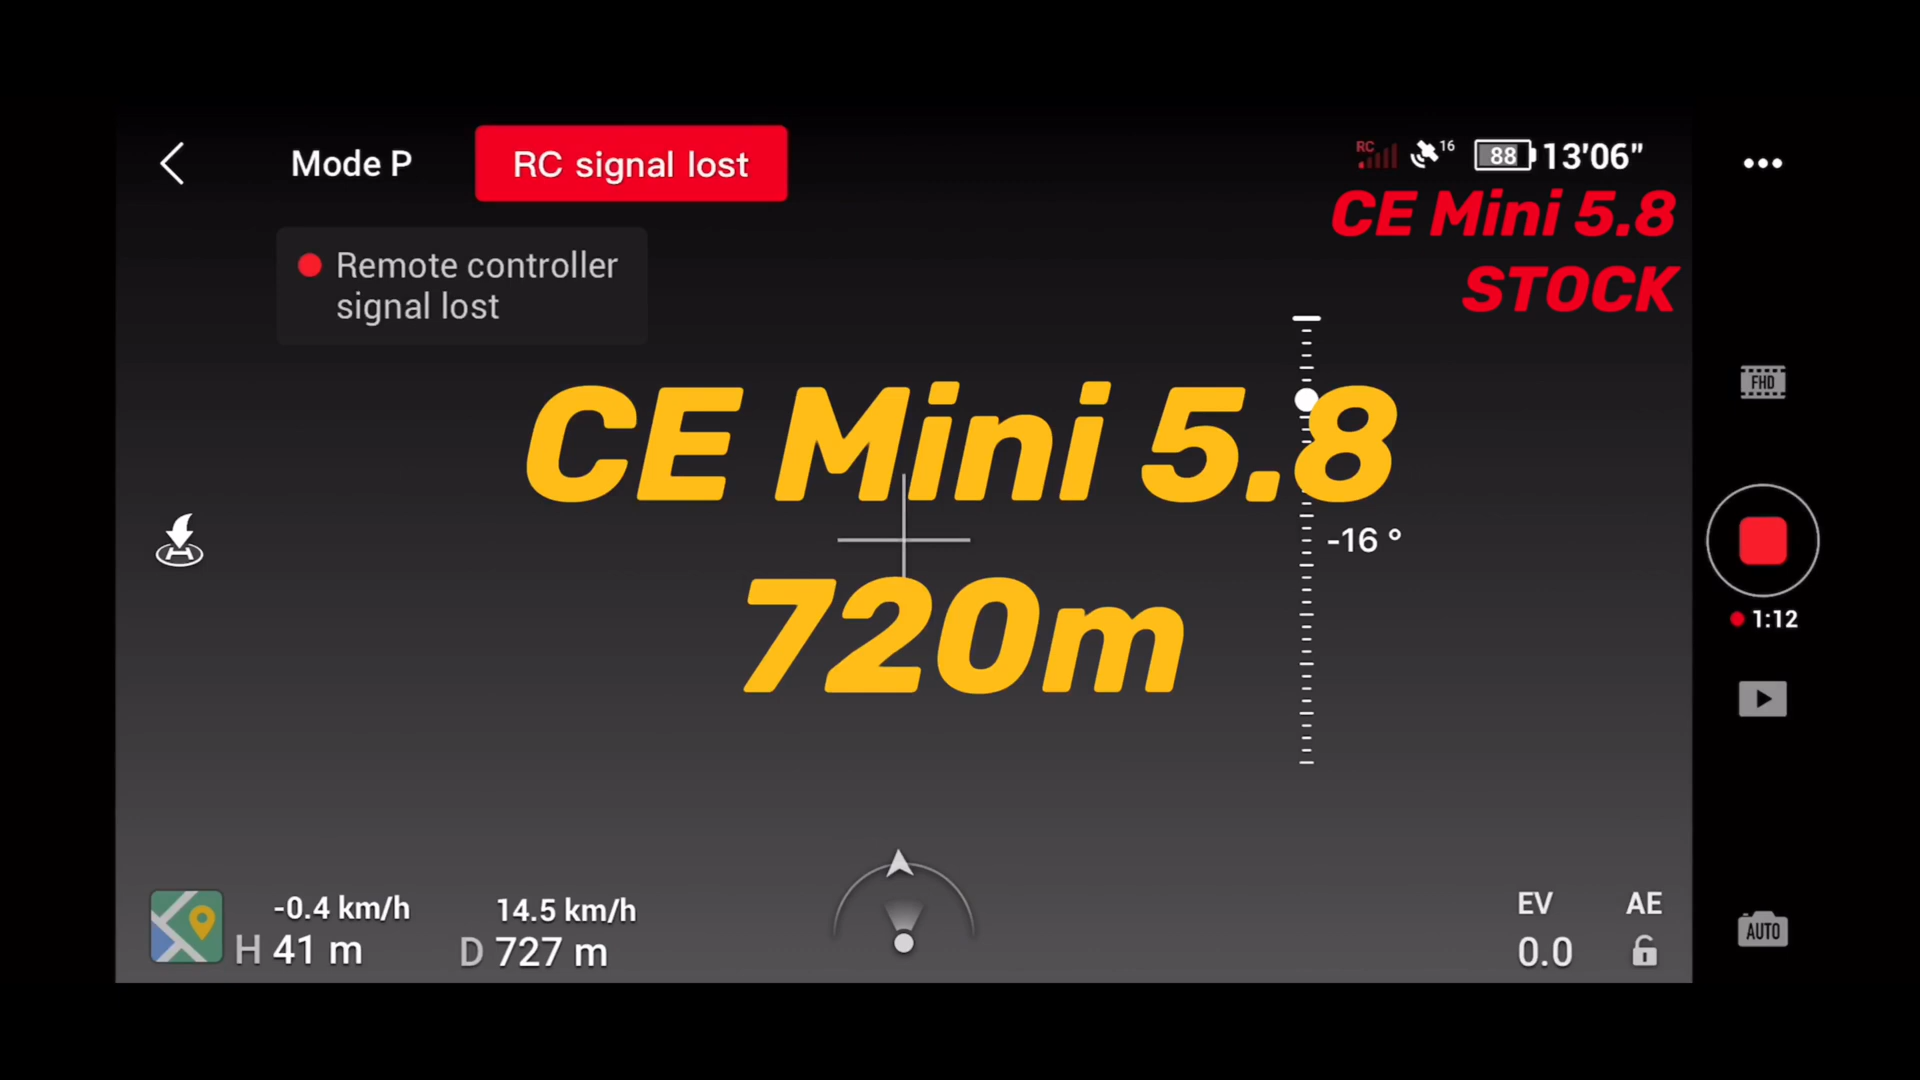 Mode P
RC signal lost
RC
16
88
13'06"
CE Mini 5.8
STOCK
Remote controller
signal lost
FHD
CE Mini 5.8
-16 °
720m
1:12
-0.4 km/h
14.5 km/h
H 41 m
D 727 m
EV
AE
0.0
AUTO